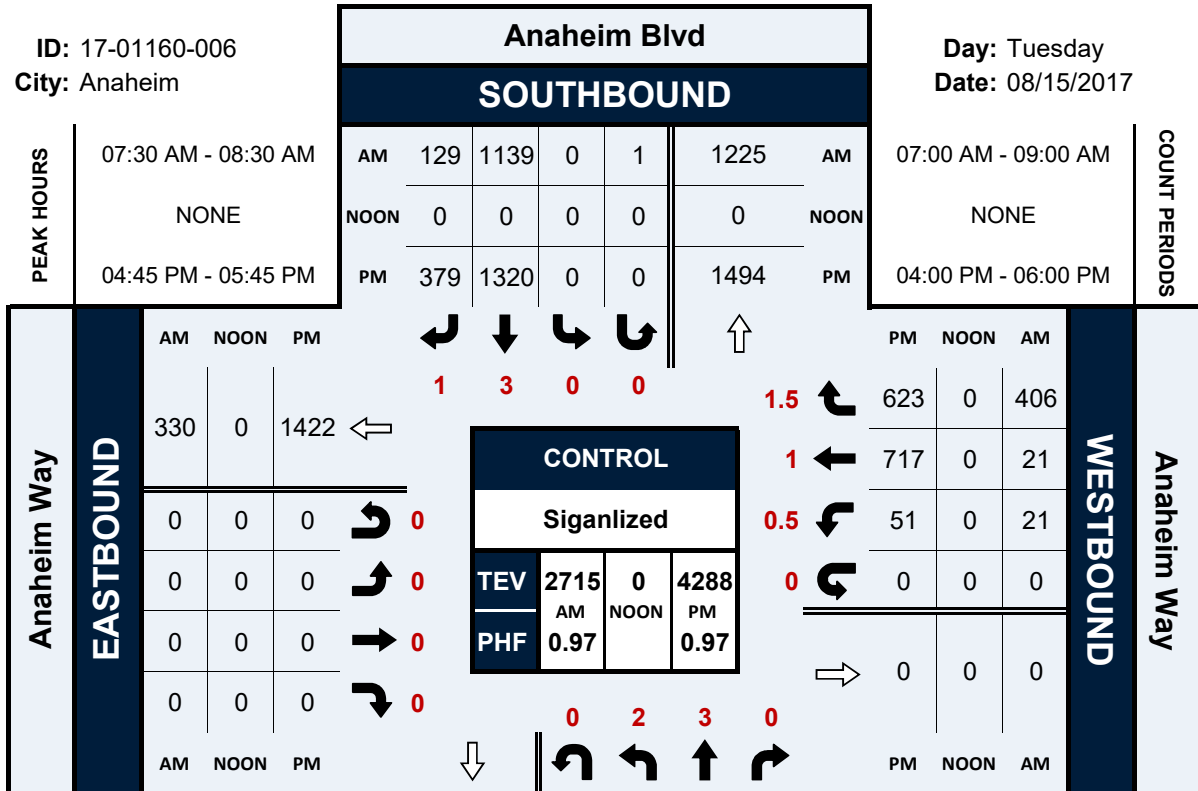 Anaheim Blvd
ID: 17-01160-006
Day: Tuesday
City: Anaheim
Date: 08/15/2017
SOUTHBOUND
PEAK HOURS
07:30 AM - 08:30 AM
AM 129 1139 0 1 1225 AM
07:00 AM - 09:00 AM
COUNT PERIODS
NONE
NOON 0 0 0 0 0 NOON
NONE
04:45 PM - 05:45 PM
PM 379 1320 0 0 1494 PM
04:00 PM - 06:00 PM
Anaheim Way
EASTBOUND
AM NOON PM
PM NOON AM
1 3 0 0
1.5 623 0 406
330 0 1422
1 717 0 21
0.5 51 0 21
0 0 0 0
0 0 0
WESTBOUND
Anaheim Way
CONTROL
Siganlized
TEV 2715 0 4288
AM NOON PM
PHF 0.97 0.97
0 0 0 0
0 0 0 0
0 0 0 0
0 0 0 0
0 2 3 0
AM NOON PM
PM NOON AM